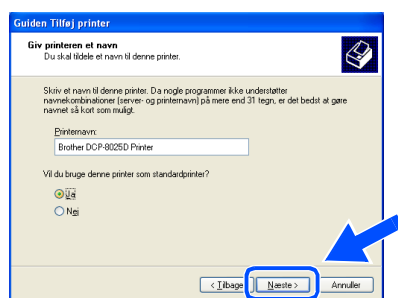 Guiden Tilføj printer
Giv printeren et navn
Du skal tildele et navn til denne printer.
Skriv et navn til denne printer. Da nogle programmer ikke understøtter
navnekombinationer (server- og printernavn) på mere end 31 tegn, er det bedst at gøre
navnet så kort som muligt.
Printernavn:
Brother DCP-8025D Printer
Vil du bruge denne printer som standardprinter?
Ja
Nej
< Tilbage Næste > Annuller